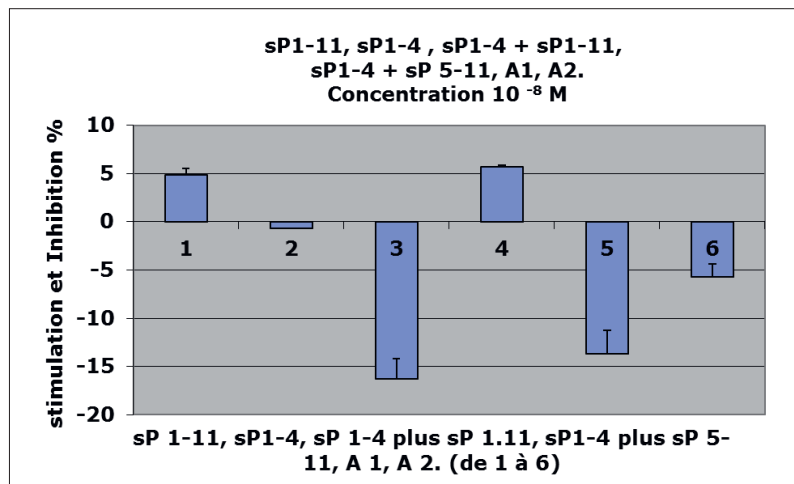 sP1-11, sP1-4 , sP1-4 + sP1-11,
sP1-4 + sP 5-11, A1, A2.
Concentration 10 ⁻⁸ M
stimulation et Inhibition %
10
5
0
-5
-10
-15
-20
1
2
3
4
5
6
sP 1-11, sP1-4, sP 1-4 plus sP 1.11, sP1-4 plus sP 5-
11, A 1, A 2. (de 1 à 6)